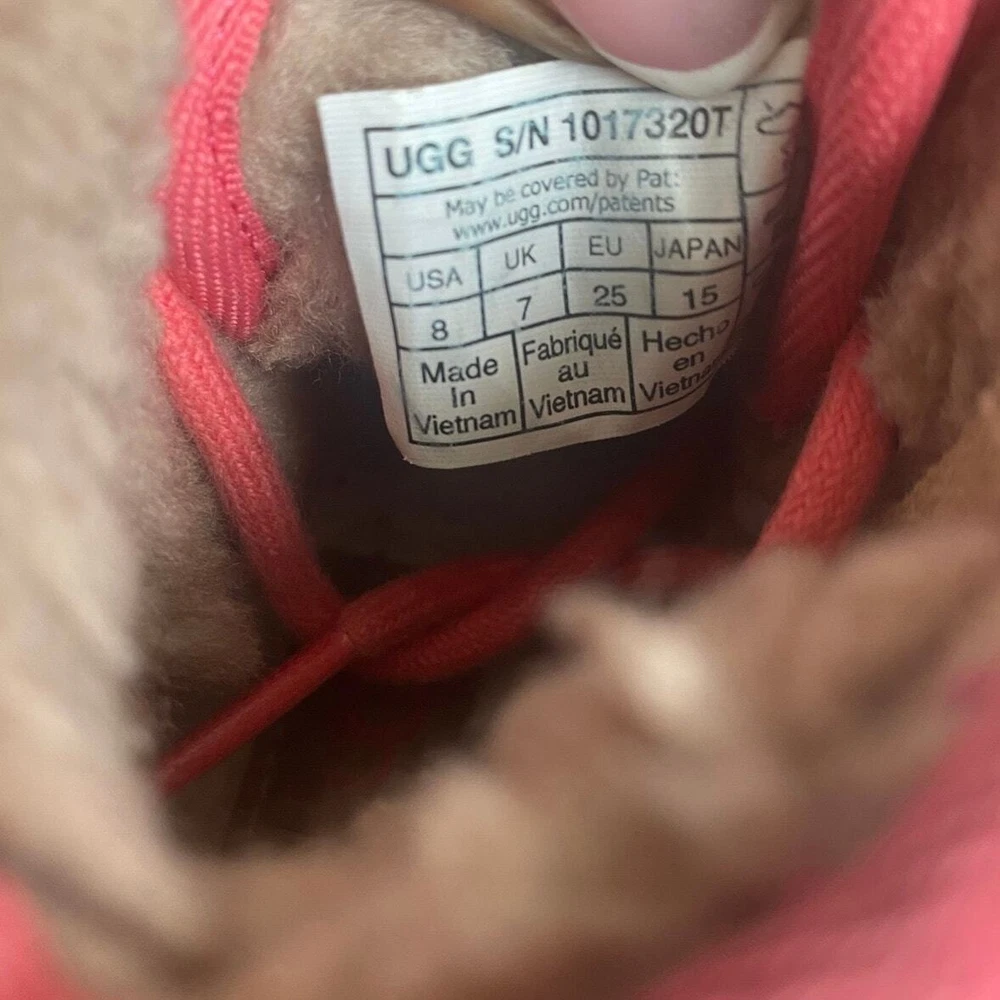 UGG S/N 1017320T
May be covered by Pat:
www.ugg.com/patents
USA UK EU JAPAN
8 7 25 15
Made Fabriqué Hecho
In au en
Vietnam Vietnam